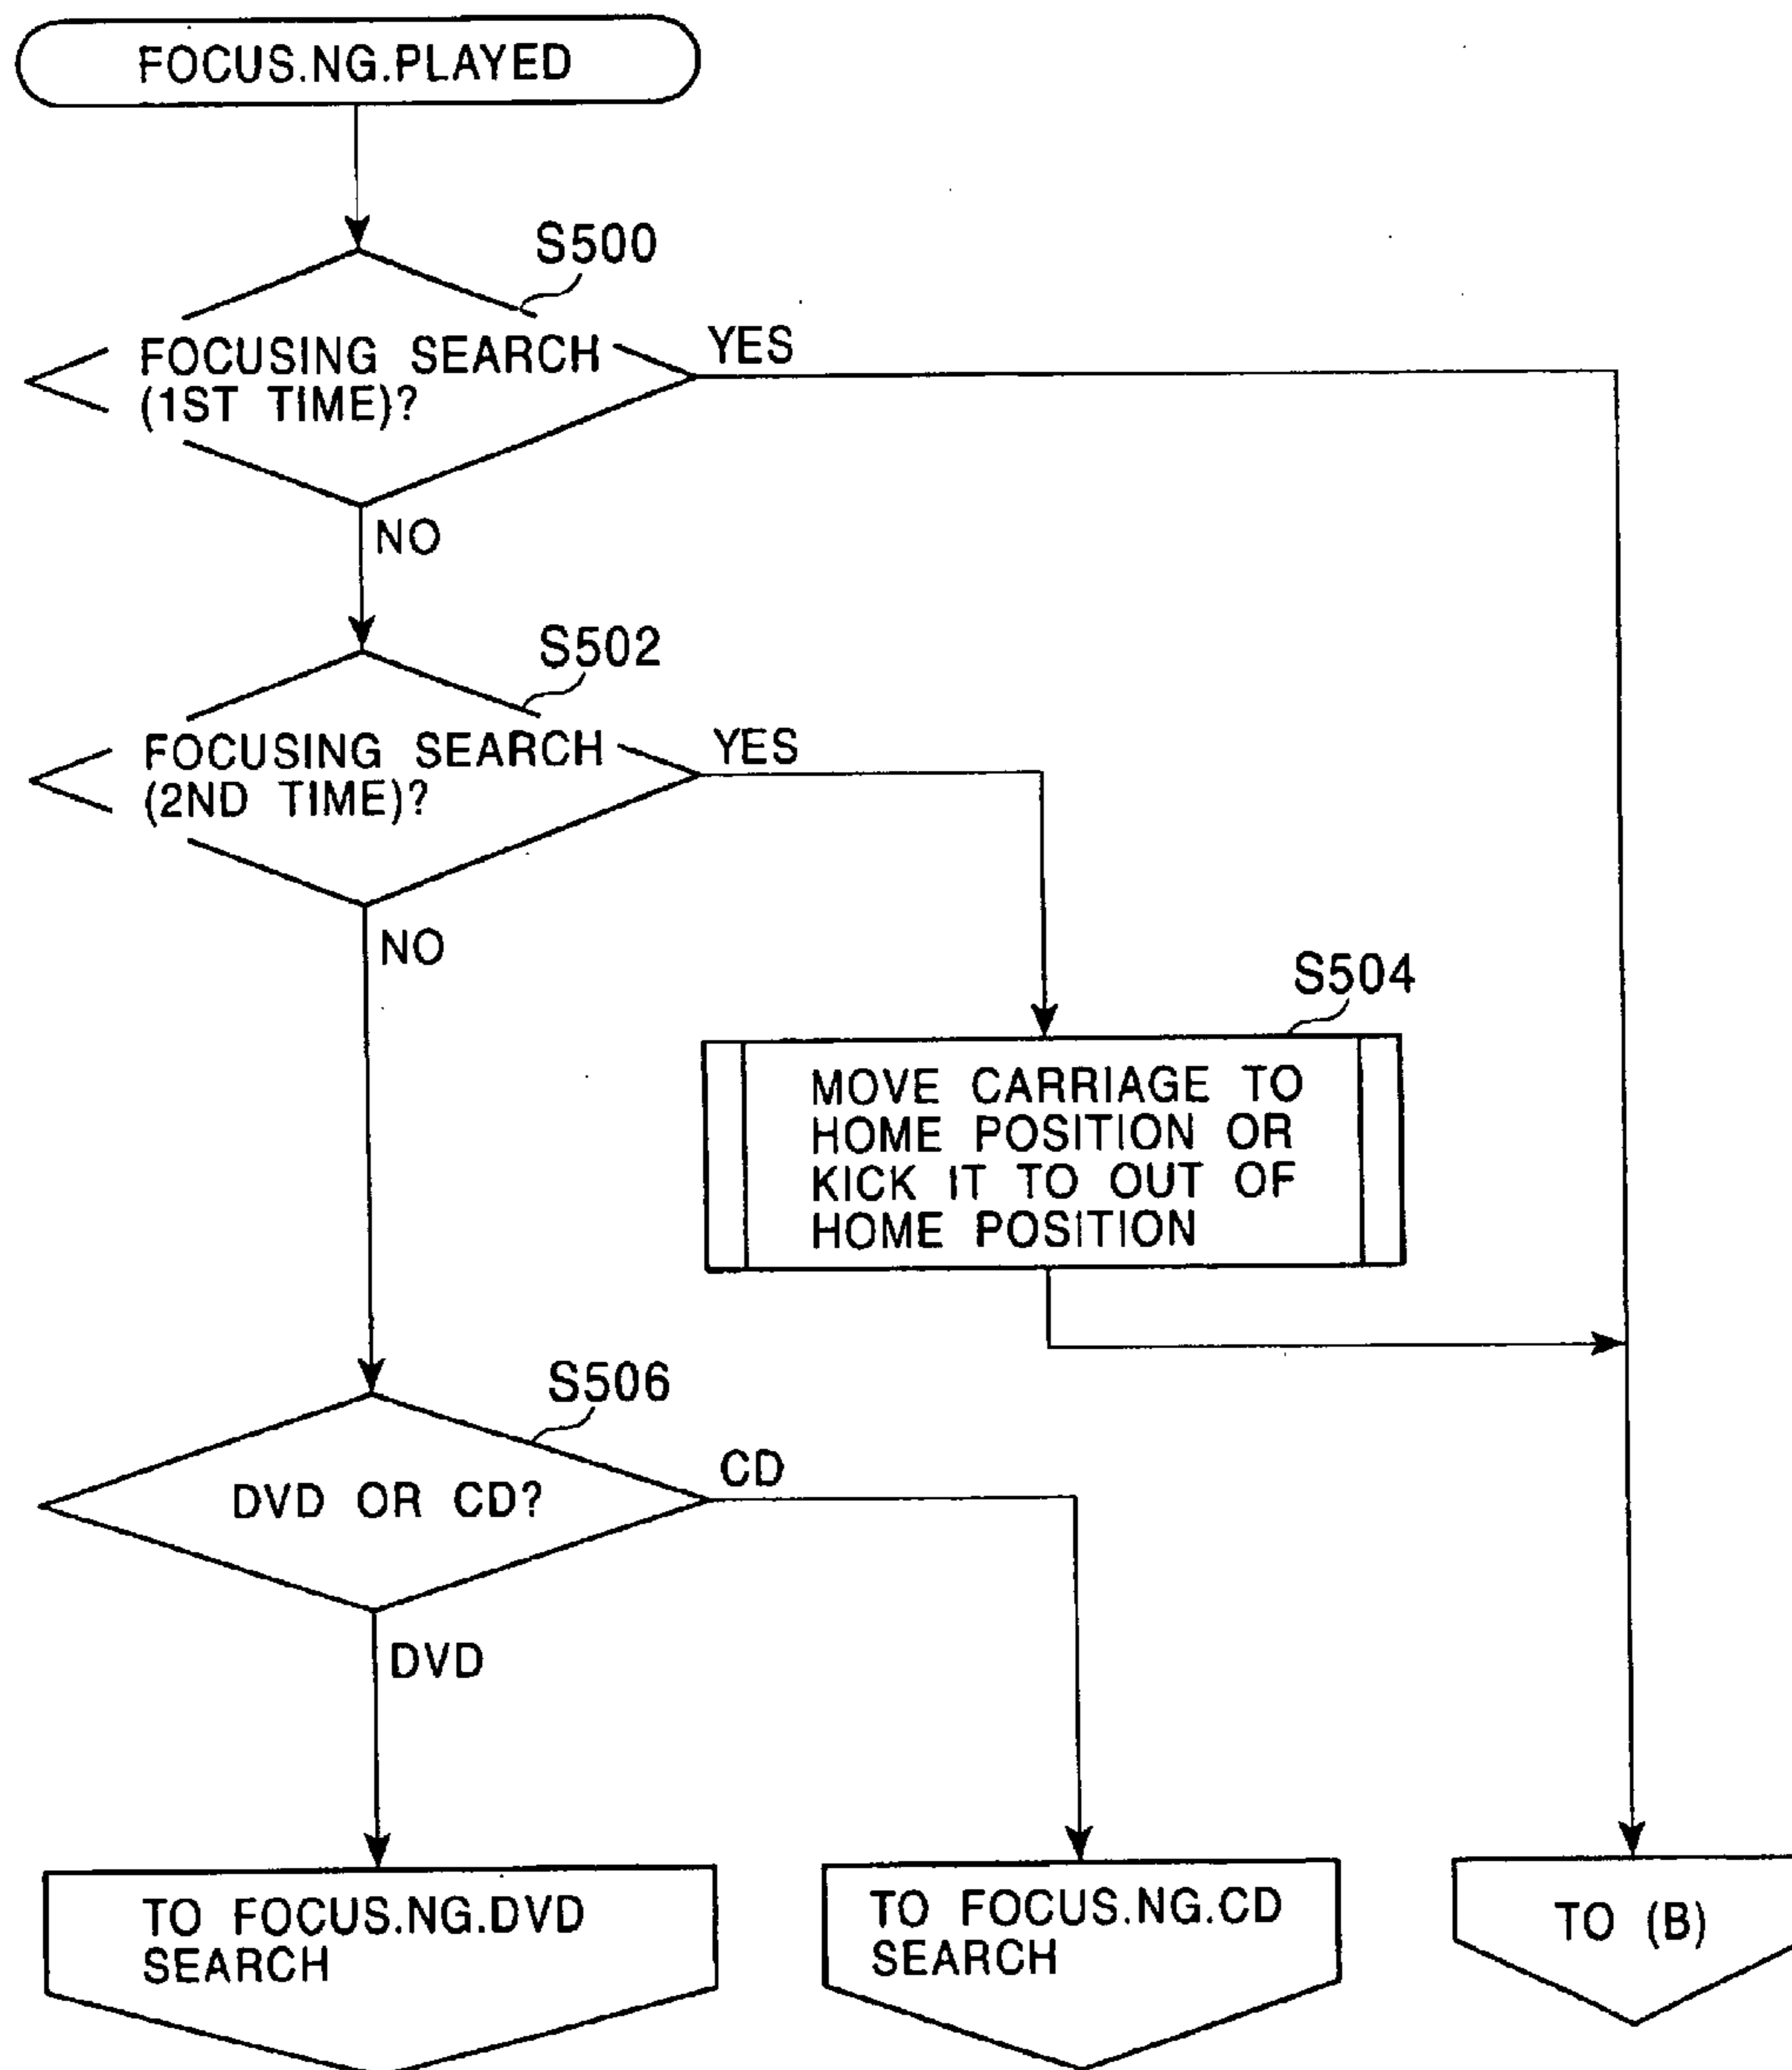 FOCUS.NG.PLAYED
S500
FOCUSING SEARCH
(1ST TIME)?
YES
NO
S502
FOCUSING SEARCH
(2ND TIME)?
YES
NO
S504
MOVE CARRIAGE TO
HOME POSITION OR
KICK IT TO OUT OF
HOME POSITION
S506
DVD OR CD?
CD
DVD
TO FOCUS.NG.DVD
SEARCH
TO FOCUS.NG.CD
SEARCH
TO (B)